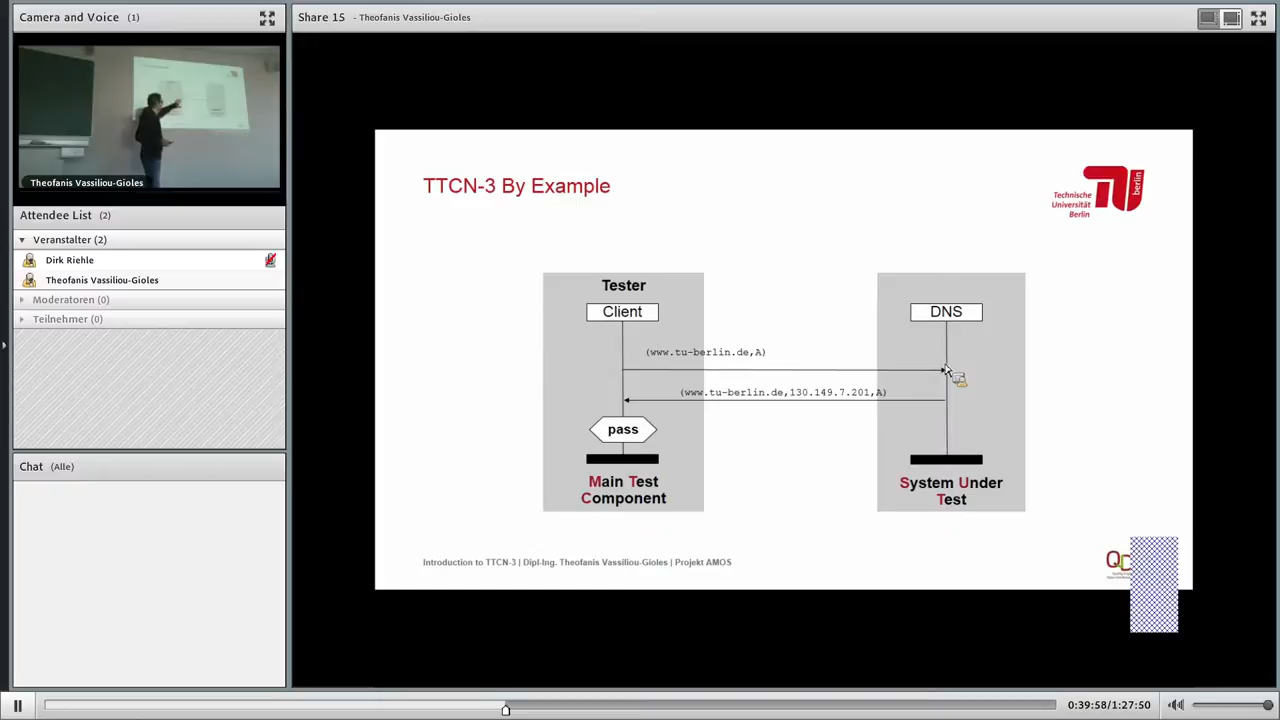 Camera and Voice (1)
Share 15 - Theofanis Vassiliou-Gioles
Theofanis Vassiliou-Gioles
Attendee List (2)
Veranstalter (2)
Dirk Riehle
Theofanis Vassiliou-Gioles
Moderatoren (0)
Teilnehmer (0)
Chat (Alle)
TTCN-3 By Example
Technische
Universität
Berlin
berlin
Tester
Client
DNS
(www.tu-berlin.de,A)
(www.tu-berlin.de,130.149.7.201,A)
pass
Main Test
Component
System Under
Test
Introduction to TTCN-3 | Dipl-Ing. Theofanis Vassiliou-Gioles | Projekt AMOS
0:39:58/1:27:50